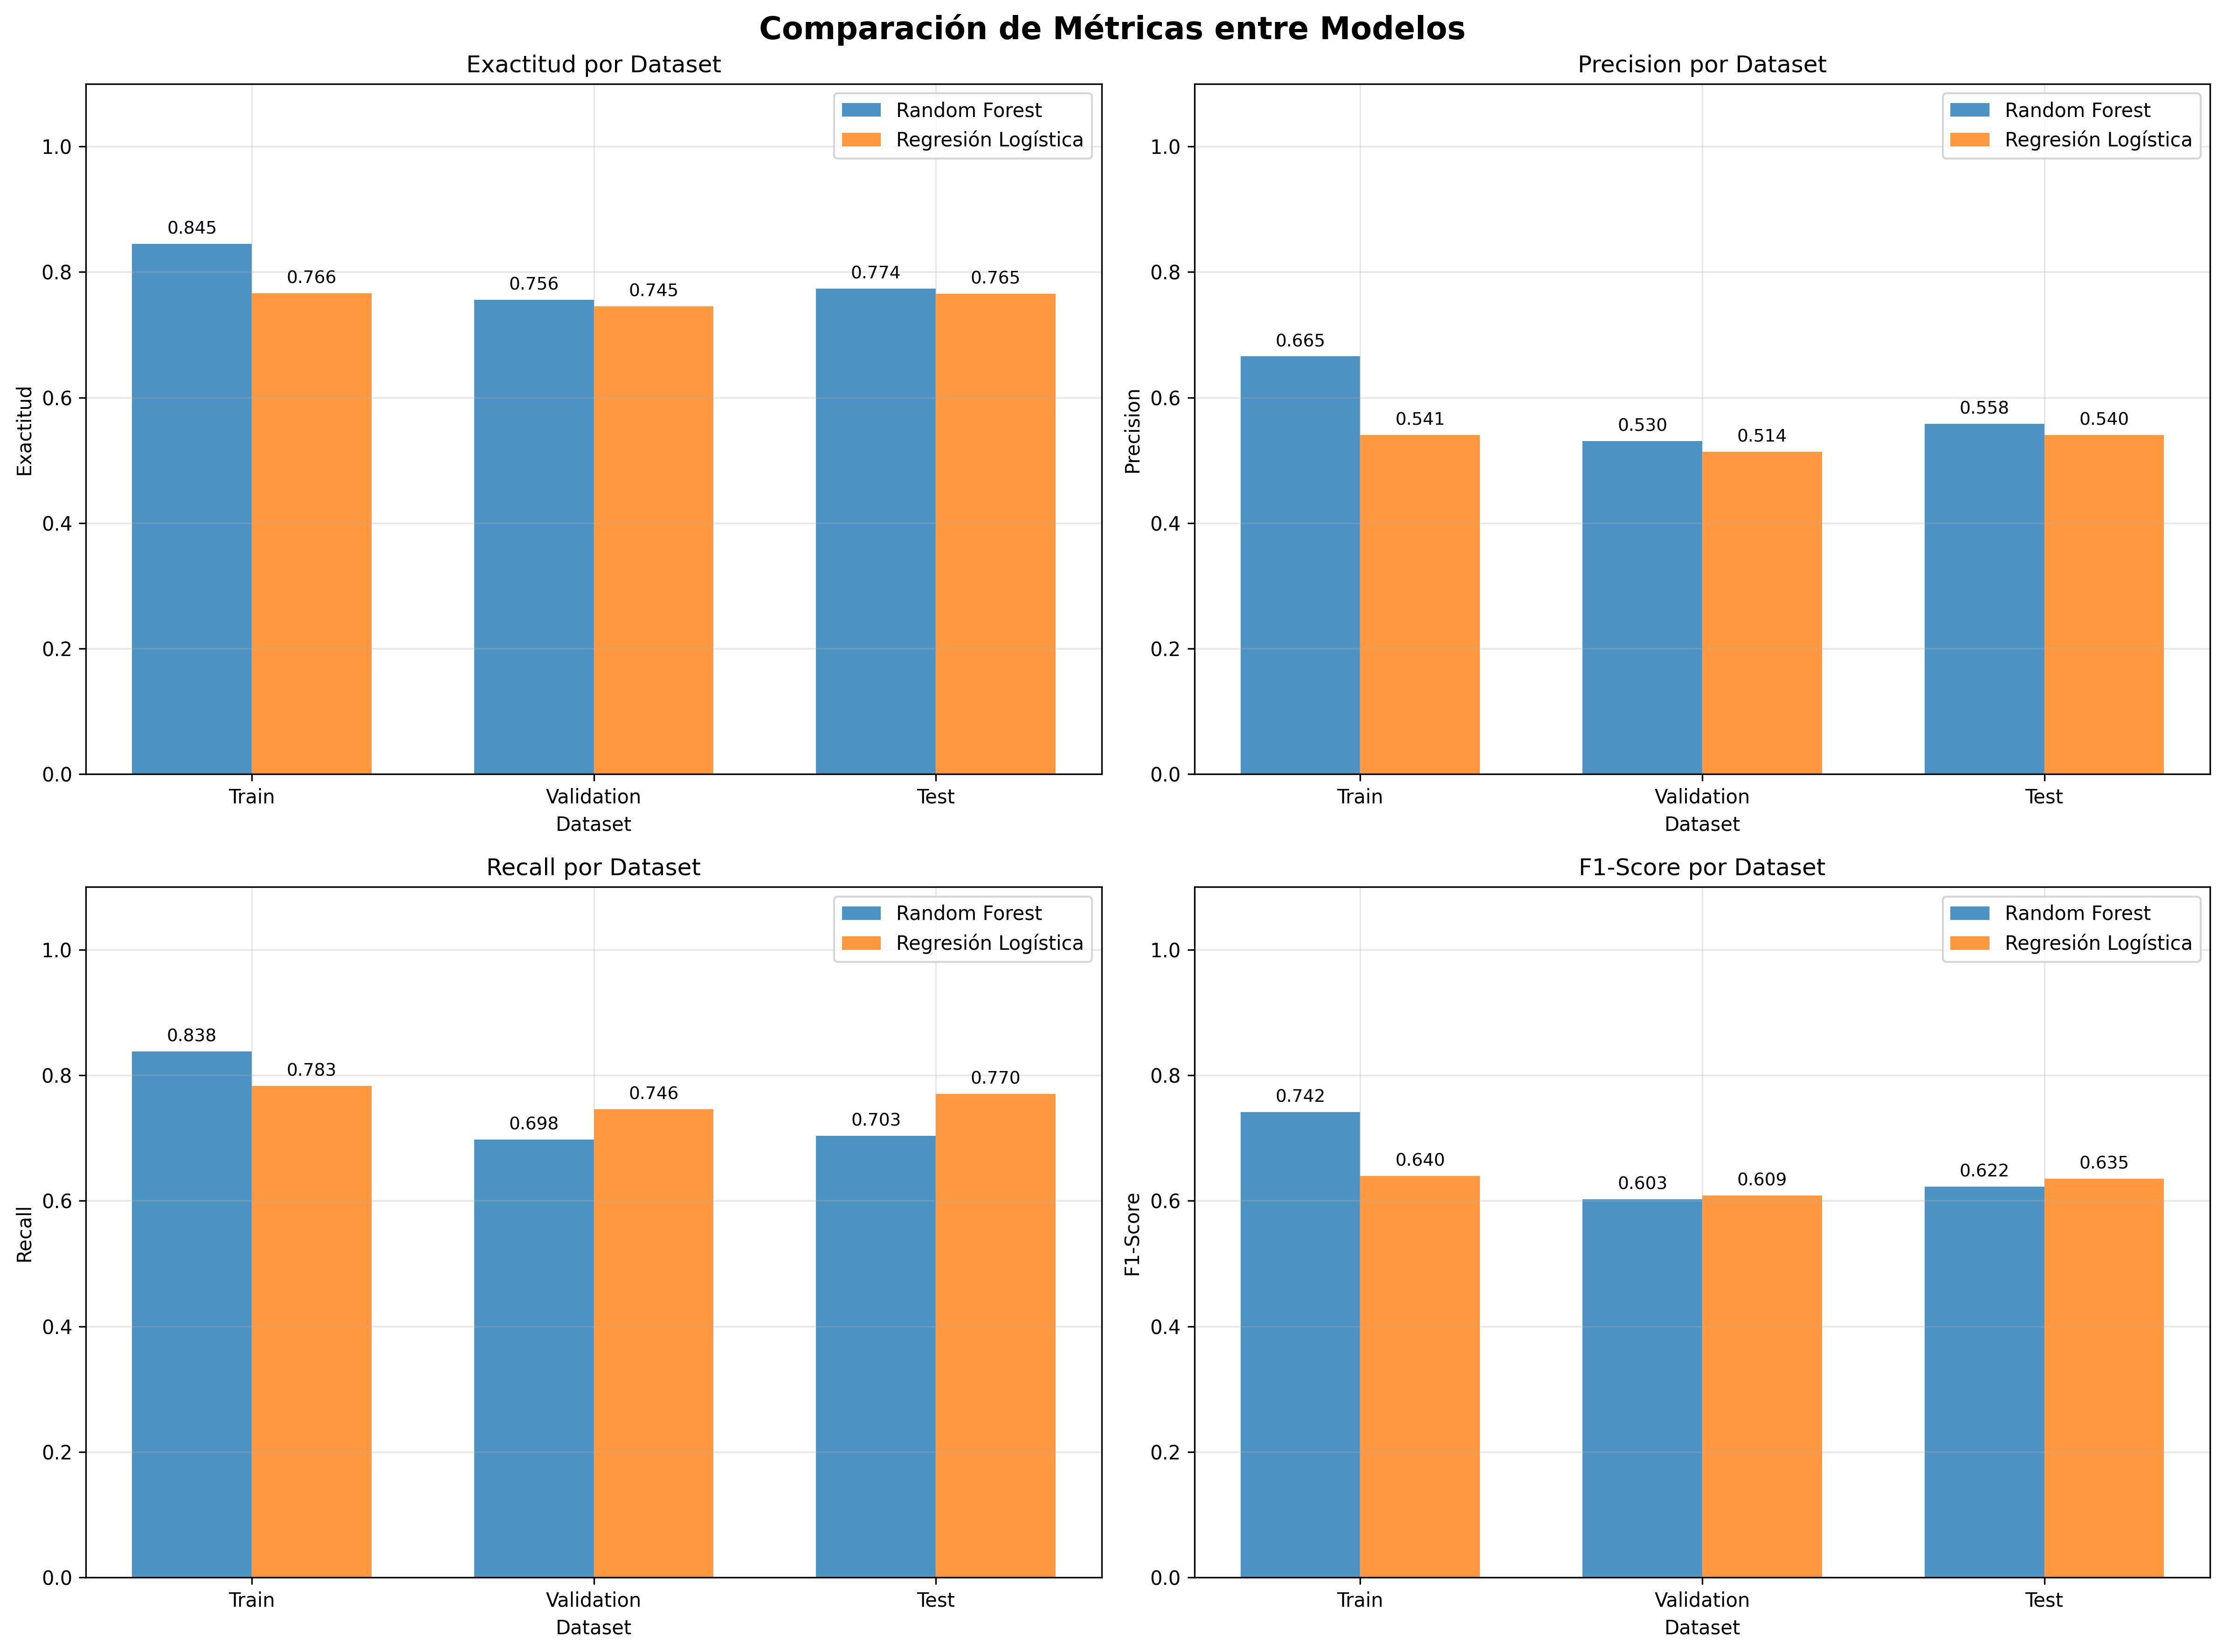 Comparación de Métricas entre Modelos
Exactitud por Dataset
Random Forest
Regresión Logística
Exactitud
1.0
0.8
0.6
0.4
0.2
0.0
0.845
0.766
0.756
0.745
0.774
0.765
Train
Validation
Test
Dataset
Precision por Dataset
Random Forest
Regresión Logística
Precision
1.0
0.8
0.6
0.4
0.2
0.0
0.665
0.541
0.530
0.514
0.558
0.540
Train
Validation
Test
Dataset
Recall por Dataset
Random Forest
Regresión Logística
Recall
1.0
0.8
0.6
0.4
0.2
0.0
0.838
0.783
0.698
0.746
0.703
0.770
Train
Validation
Test
Dataset
F1-Score por Dataset
Random Forest
Regresión Logística
F1-Score
1.0
0.8
0.6
0.4
0.2
0.0
0.742
0.640
0.603
0.609
0.622
0.635
Train
Validation
Test
Dataset